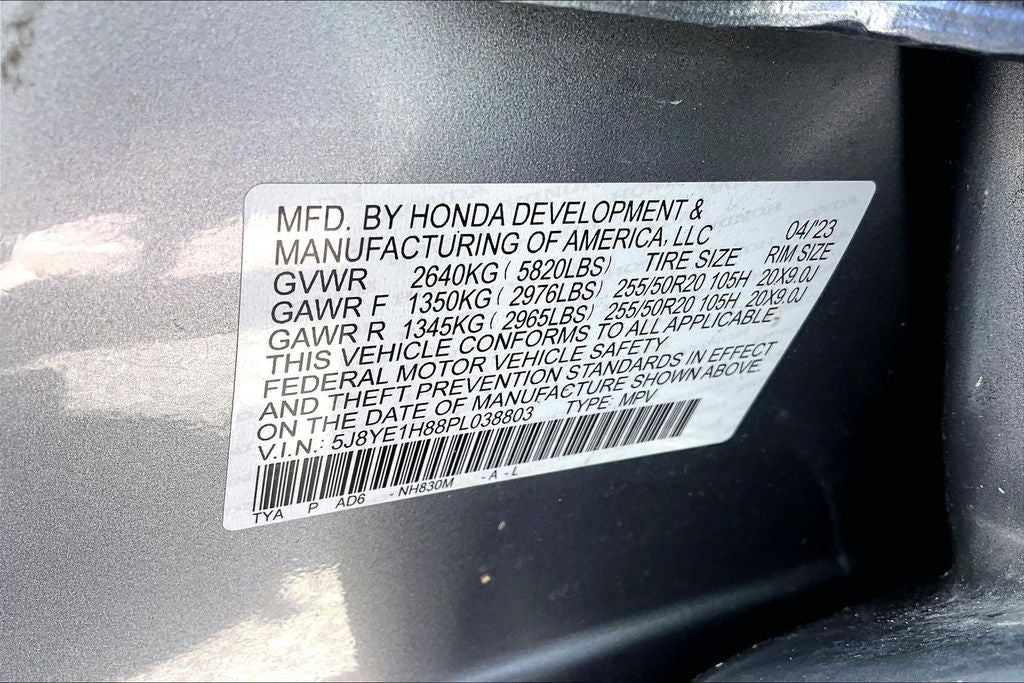 MFD. BY HONDA DEVELOPMENT &
MANUFACTURING OF AMERICA, LLC 04/'23
GVWR 2640KG ( 5820LBS) TIRE SIZE RIM SIZE
GAWR F 1350KG ( 2976LBS) 255/50R20 105H 20X9.0J
GAWR R 1345KG ( 2965LBS) 255/50R20 105H 20X9.0J
THIS VEHICLE CONFORMS TO ALL APPLICABLE
FEDERAL MOTOR VEHICLE SAFETY
AND THEFT PREVENTION STANDARDS IN EFFECT
ON THE DATE OF MANUFACTURE SHOWN ABOVE.
V.I.N.: 5J8YE1H88PL038803 TYPE: MPV
TYA P AD6 - NH830M - A - L